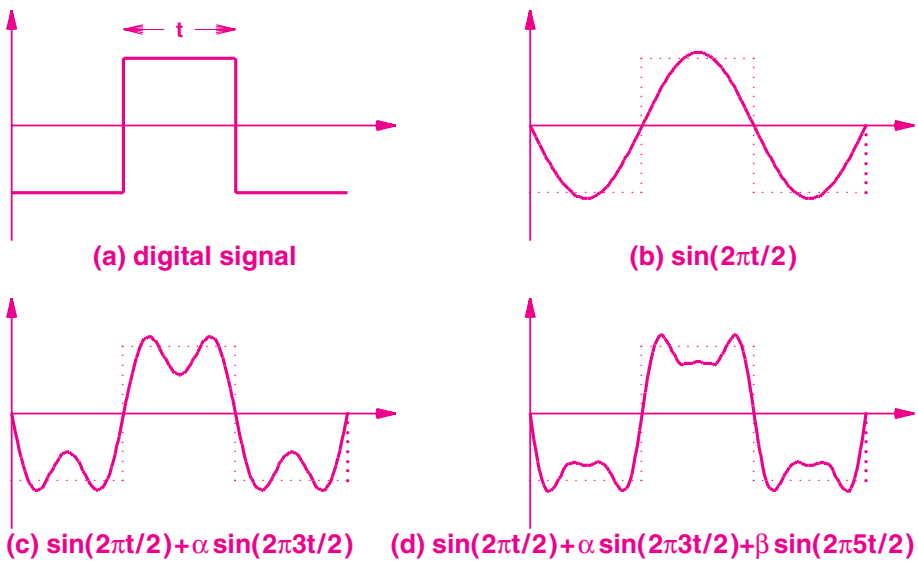 t
(a) digital signal
(b) sin(2πt/2)
(c) sin(2πt/2)+α sin(2π3t/2)
(d) sin(2πt/2)+α sin(2π3t/2)+β sin(2π5t/2)